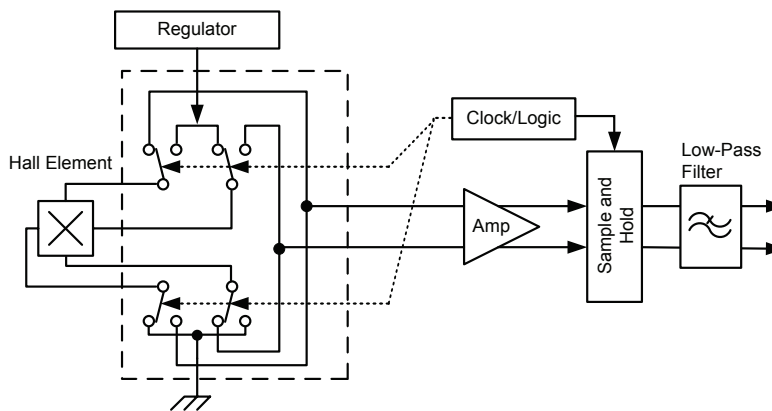 Regulator
Clock/Logic
Hall Element
Low-Pass
Filter
Amp
Sample and
Hold